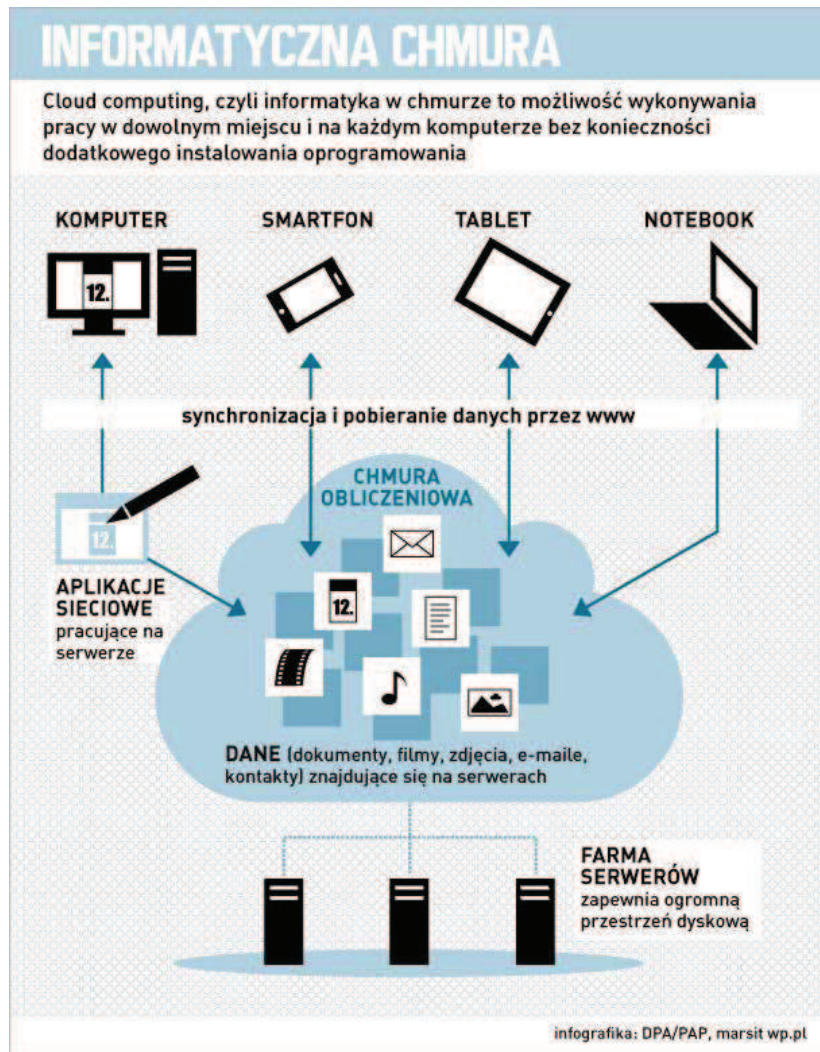 INFORMATYCZNA CHMURA
Cloud computing, czyli informatyka w chmurze to możliwość wykonywania
pracy w dowolnym miejscu i na każdym komputerze bez konieczności
dodatkowego instalowania oprogramowania
KOMPUTER
SMARTFON
TABLET
NOTEBOOK
12.
synchronizacja i pobieranie danych przez www
CHMURA
OBLICZENIOWA
12.
APLIKACJE
SIECIOWE
pracujące na
serwerze
12.
DANE (dokumenty, filmy, zdjęcia, e-maile,
kontakty) znajdujące się na serwerach
FARMA
SERWERÓW
zapewnia ogromną
przestrzeń dyskową
infografika: DPA/PAP, marsit wp.pl